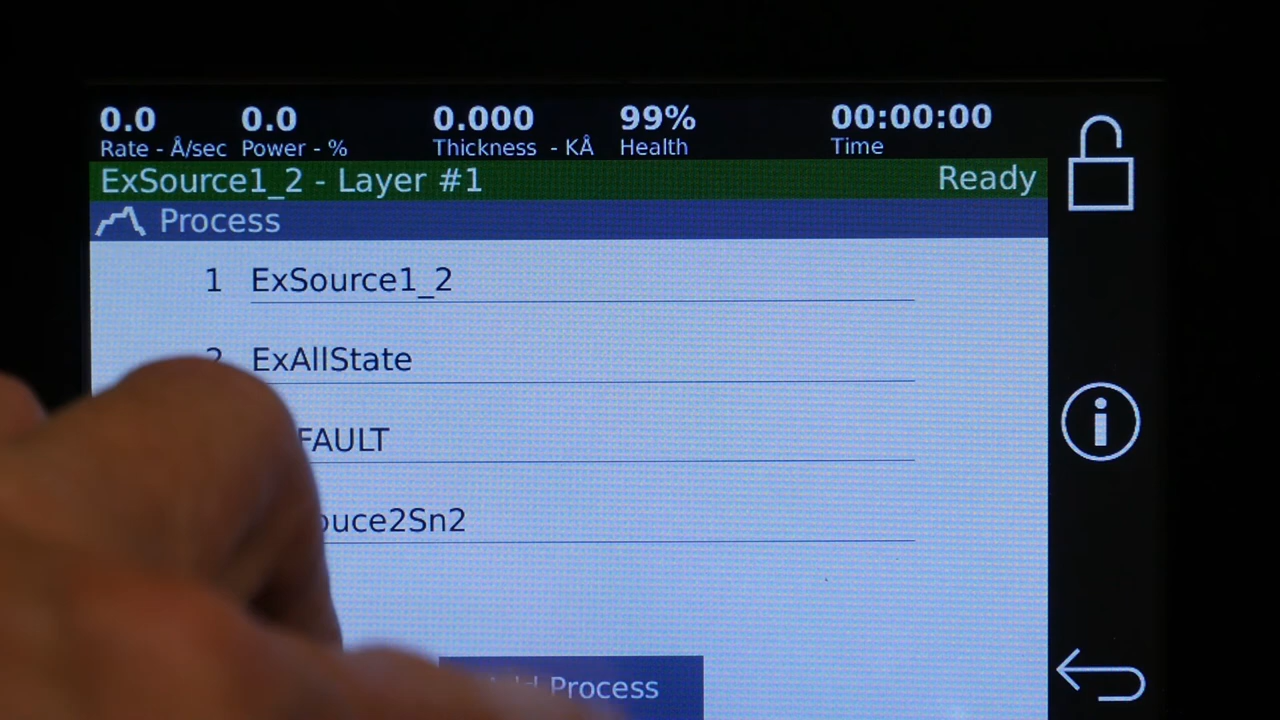 0.0 0.0 0.000 99% 00:00:00
Rate - Å/sec Power - % Thickness - KÅ Health Time
ExSource1_2 - Layer #1 Ready
Process
1 ExSource1_2
2 ExAllState
FAULT
ouce2Sn2
Process